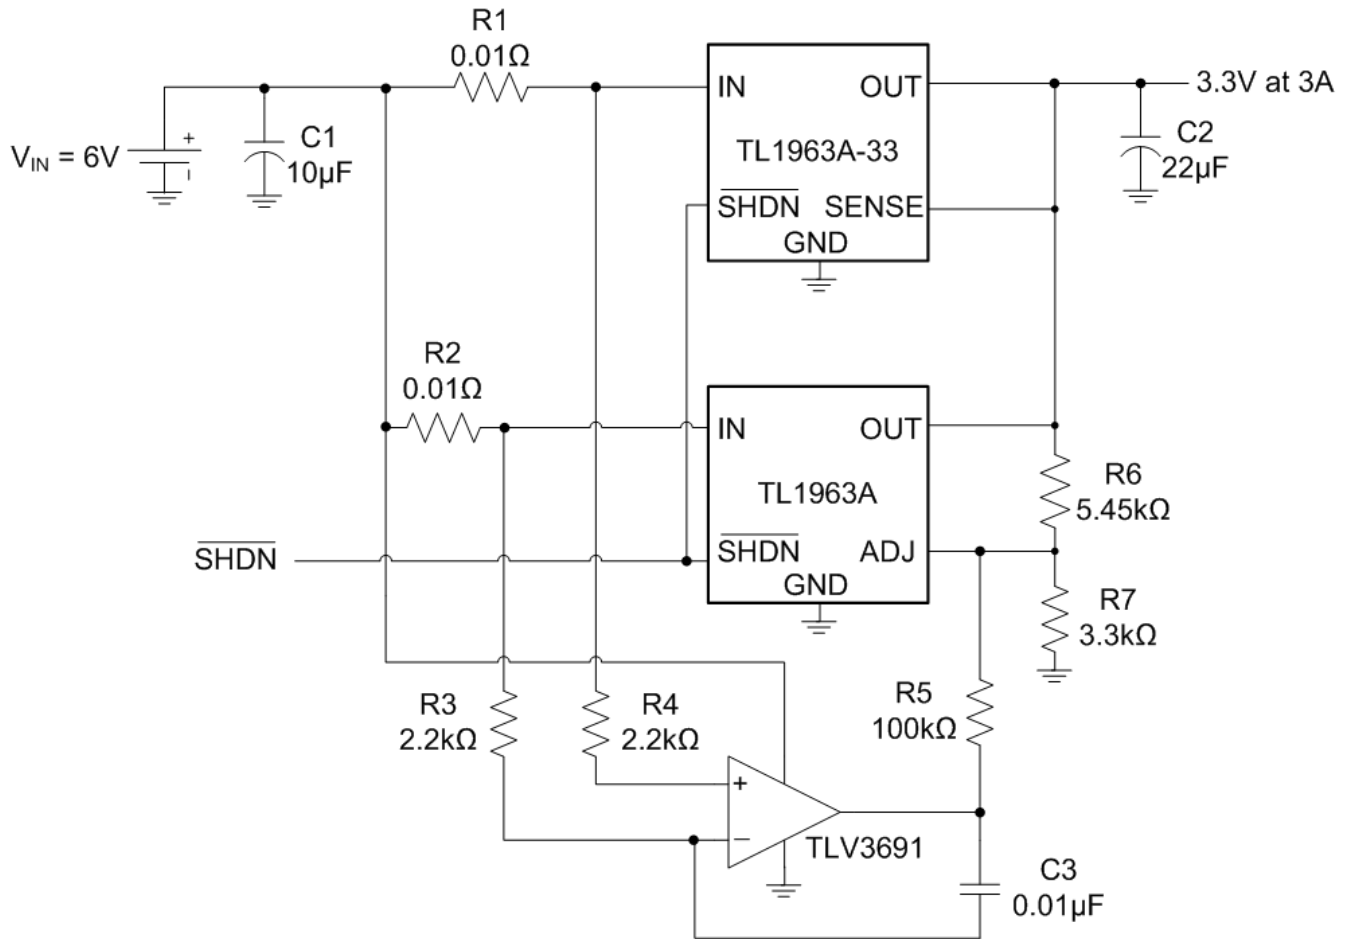 R1
0.01Ω
IN
OUT
3.3V at 3A
VIN = 6V
+
-
C1
10µF
TL1963A-33
C2
22µF
SHDN
SENSE
GND
R2
0.01Ω
IN
OUT
TL1963A
R6
5.45kΩ
SHDN
SHDN
ADJ
GND
R7
3.3kΩ
R3
2.2kΩ
R4
2.2kΩ
R5
100kΩ
+
−
TLV3691
C3
0.01µF